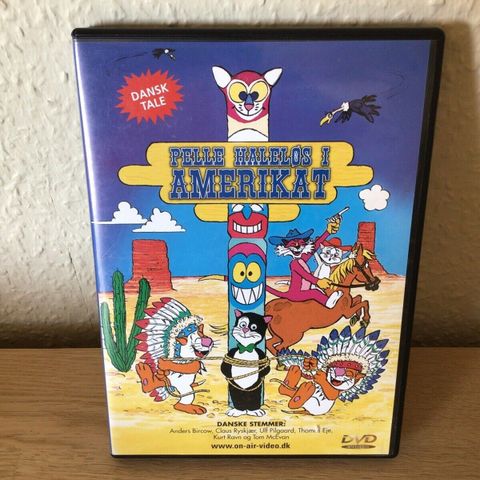 DANSK
TALE
PELLE HALELØS I
AMERIKAT
DANSKE STEMMER:
Anders Bircow, Claus Ryskjær, Ulf Pilgaard, Thomas Eje,
Kurt Ravn og Tom McEwan
www.on-air-video.dk
DVD